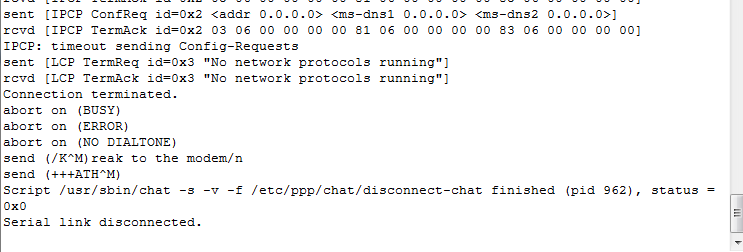 sent [IPCP ConfReq id=0x2 <addr 0.0.0.0> <ms-dns1 0.0.0.0> <ms-dns2 0.0.0.0>]
rcvd [IPCP TermAck id=0x2 03 06 00 00 00 00 81 06 00 00 00 00 83 06 00 00 00 00]
IPCP: timeout sending Config-Requests
sent [LCP TermReq id=0x3 "No network protocols running"]
rcvd [LCP TermAck id=0x3 "No network protocols running"]
Connection terminated.
abort on (BUSY)
abort on (ERROR)
abort on (NO DIALTONE)
send (/K^M)reak to the modem/n
send (+++ATH^M)
Script /usr/sbin/chat -s -v -f /etc/ppp/chat/disconnect-chat finished (pid 962), status =
0x0
Serial link disconnected.